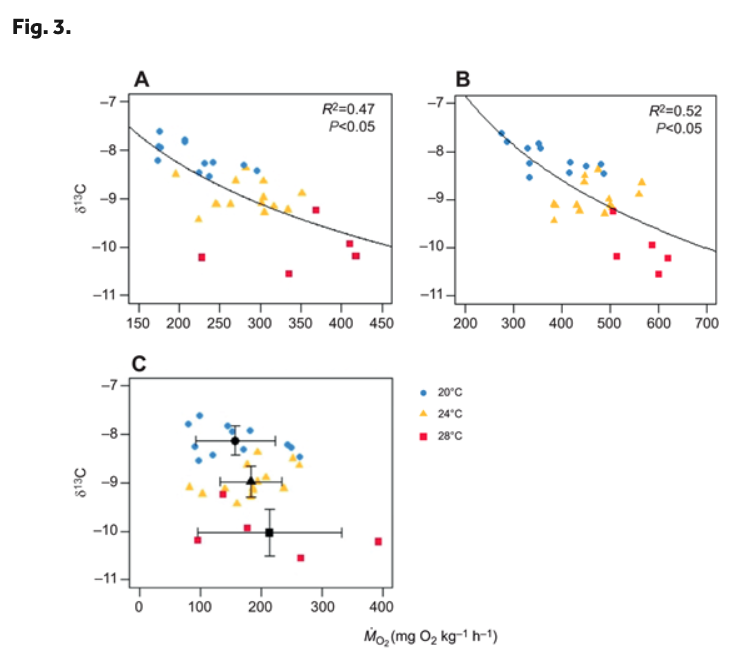 Fig. 3.
A
B
R²=0.47
P<0.05
R²=0.52
P<0.05
δ¹³C
–7
–8
–9
–10
–11
150 200 250 300 350 400 450
–7
–8
–9
–10
–11
200 300 400 500 600 700
C
δ¹³C
–7
–8
–9
–10
–11
0 100 200 300 400
20°C
24°C
28°C
Ṁ_O₂ (mg O₂ kg⁻¹ h⁻¹)